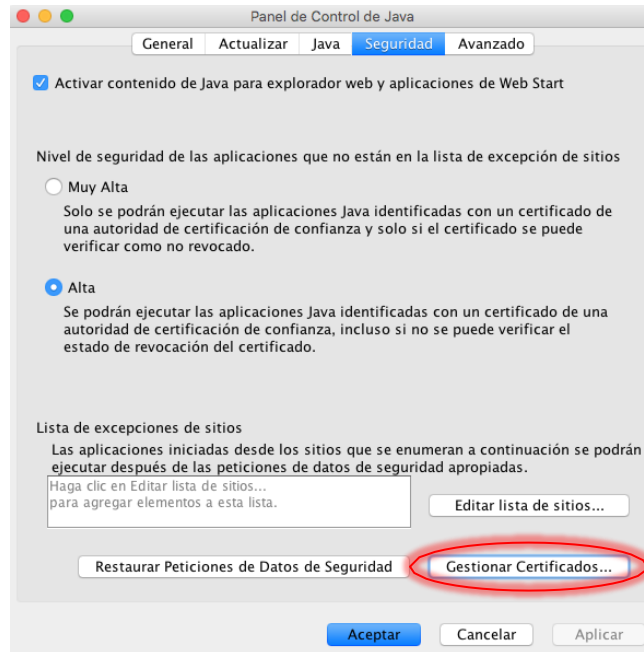 Panel de Control de Java
General Actualizar Java Seguridad Avanzado
Activar contenido de Java para explorador web y aplicaciones de Web Start
Nivel de seguridad de las aplicaciones que no están en la lista de excepción de sitios
Muy Alta
Solo se podrán ejecutar las aplicaciones Java identificadas con un certificado de
una autoridad de certificación de confianza y solo si el certificado se puede
verificar como no revocado.
Alta
Se podrán ejecutar las aplicaciones Java identificadas con un certificado de una
autoridad de certificación de confianza, incluso si no se puede verificar el
estado de revocación del certificado.
Lista de excepciones de sitios
Las aplicaciones iniciadas desde los sitios que se enumeran a continuación se podrán
ejecutar después de las peticiones de datos de seguridad apropiadas.
Haga clic en Editar lista de sitios...
para agregar elementos a esta lista.
Editar lista de sitios...
Restaurar Peticiones de Datos de Seguridad Gestionar Certificados...
Aceptar Cancelar Aplicar